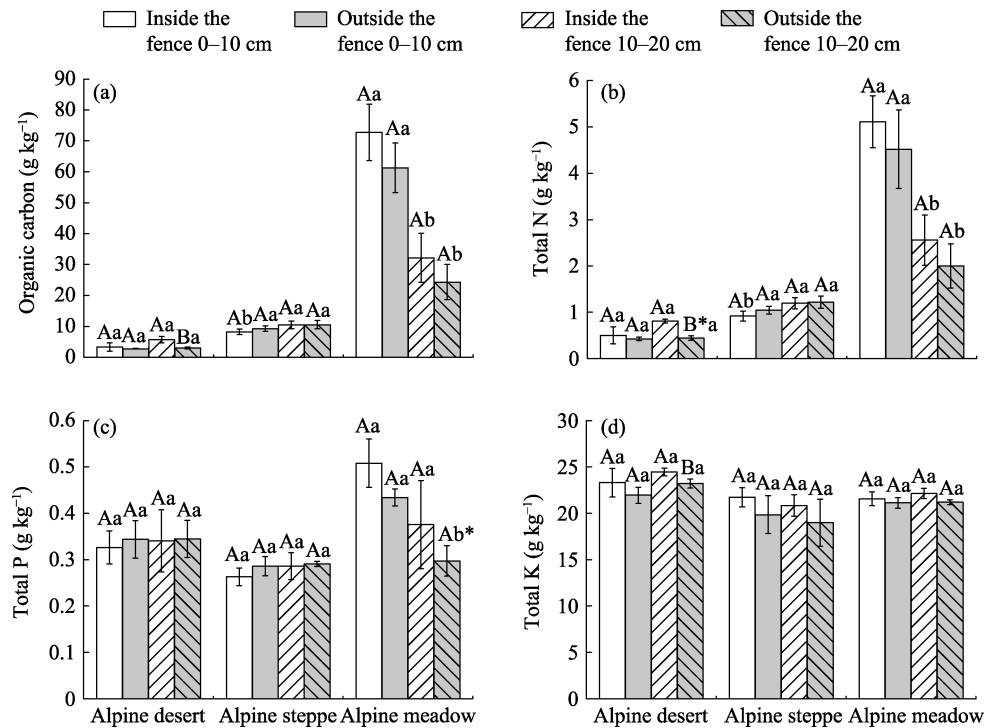 Inside the
fence 0–10 cm
Outside the
fence 0–10 cm
Inside the
fence 10–20 cm
Outside the
fence 10–20 cm
(a)
Organic carbon (g kg⁻¹)
90
80
70
60
50
40
30
20
10
0
Aa
Aa
Aa
Ba
Ab
Aa
Aa
Aa
Aa
Aa
Ab
Ab
(b)
Total N (g kg⁻¹)
6
5
4
3
2
1
0
Aa
Aa
Aa
B*a
Ab
Aa
Aa
Aa
Aa
Aa
Ab
Ab
(c)
Total P (g kg⁻¹)
0.6
0.5
0.4
0.3
0.2
0.1
0
Aa
Aa
Aa
Aa
Aa
Aa
Aa
Aa
Aa
Aa
Aa
Ab*
Alpine desert
Alpine steppe
Alpine meadow
(d)
Total K (g kg⁻¹)
30
25
20
15
10
5
0
Aa
Aa
Aa
Ba
Aa
Aa
Aa
Aa
Aa
Aa
Aa
Aa
Alpine desert
Alpine steppe
Alpine meadow